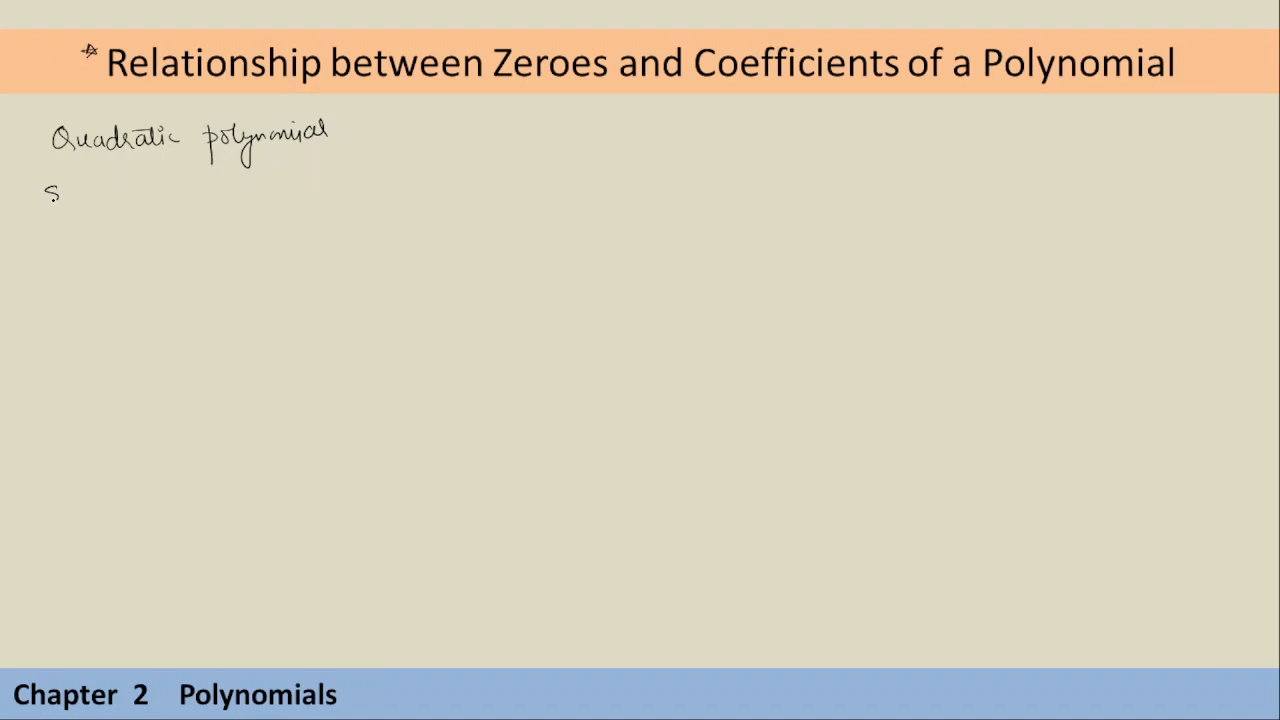 Relationship between Zeroes and Coefficients of a Polynomial
Quadratic polynomial
S
Chapter 2 Polynomials